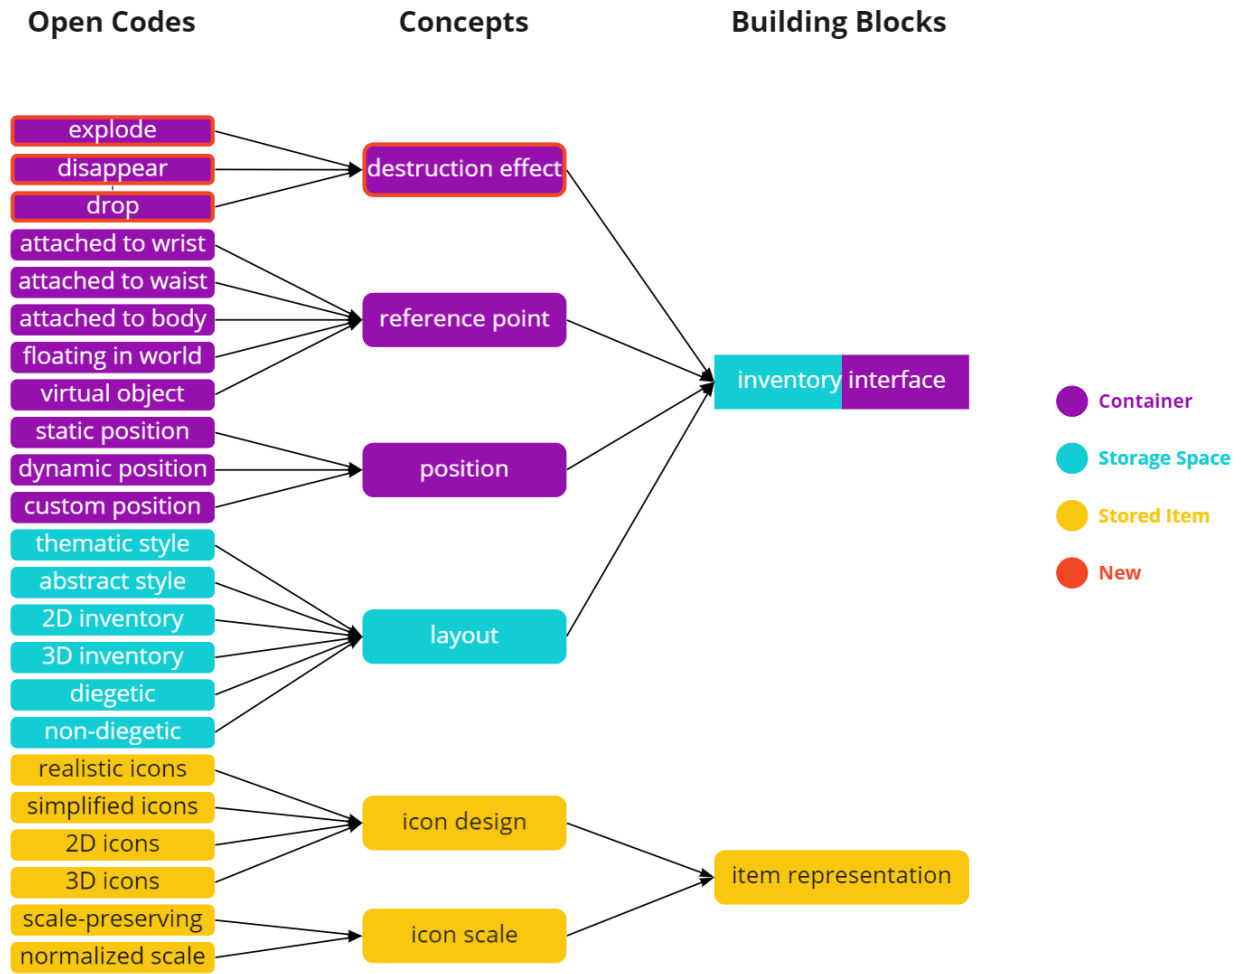 Open Codes
Concepts
Building Blocks
explode
disappear
drop
attached to wrist
attached to waist
attached to body
floating in world
virtual object
static position
dynamic position
custom position
thematic style
abstract style
2D inventory
3D inventory
diegetic
non-diegetic
realistic icons
simplified icons
2D icons
3D icons
scale-preserving
normalized scale
destruction effect
reference point
position
layout
icon design
icon scale
inventory interface
item representation
Container
Storage Space
Stored Item
New